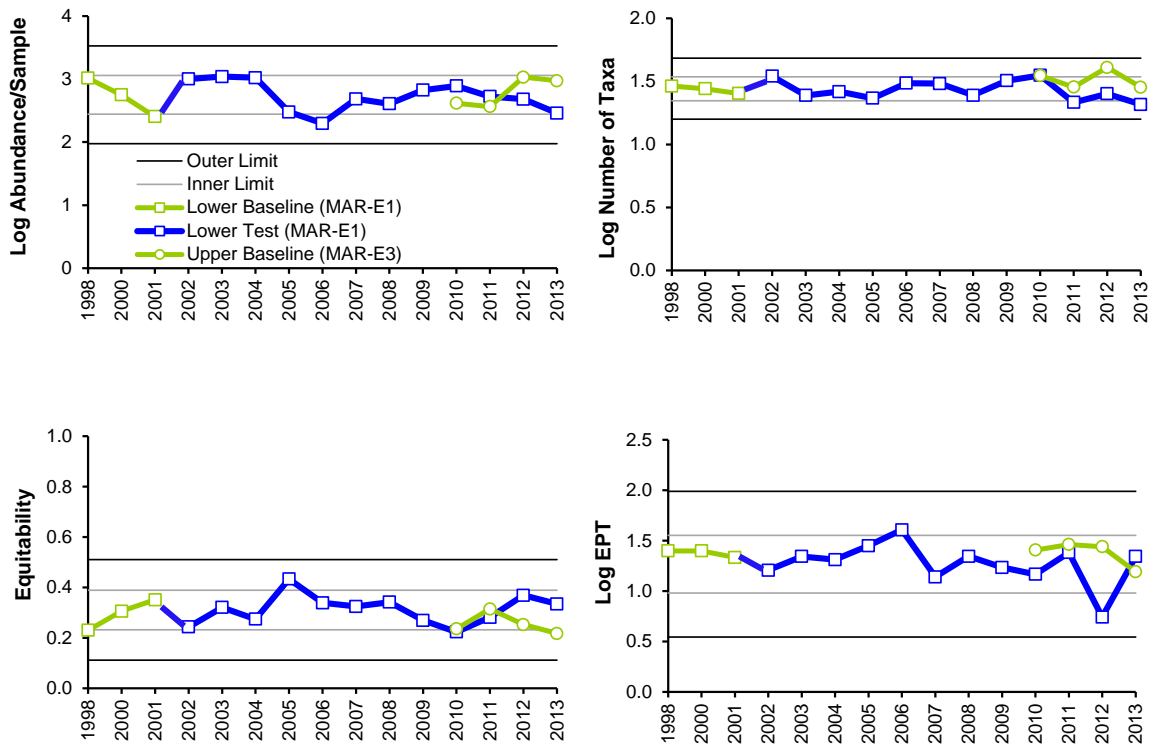 Log Abundance/Sample
4
3
2
1
0
Outer Limit
Inner Limit
Lower Baseline (MAR-E1)
Lower Test (MAR-E1)
Upper Baseline (MAR-E3)
1998 2000 2001 2002 2003 2004 2005 2006 2007 2008 2009 2010 2011 2012 2013
Log Number of Taxa
2.0
1.5
1.0
0.5
0.0
1998 2000 2001 2002 2003 2004 2005 2006 2007 2008 2009 2010 2011 2012 2013
Equitability
1.0
0.8
0.6
0.4
0.2
0.0
1998 2000 2001 2002 2003 2004 2005 2006 2007 2008 2009 2010 2011 2012 2013
Log EPT
2.5
2.0
1.5
1.0
0.5
0.0
1998 2000 2001 2002 2003 2004 2005 2006 2007 2008 2009 2010 2011 2012 2013